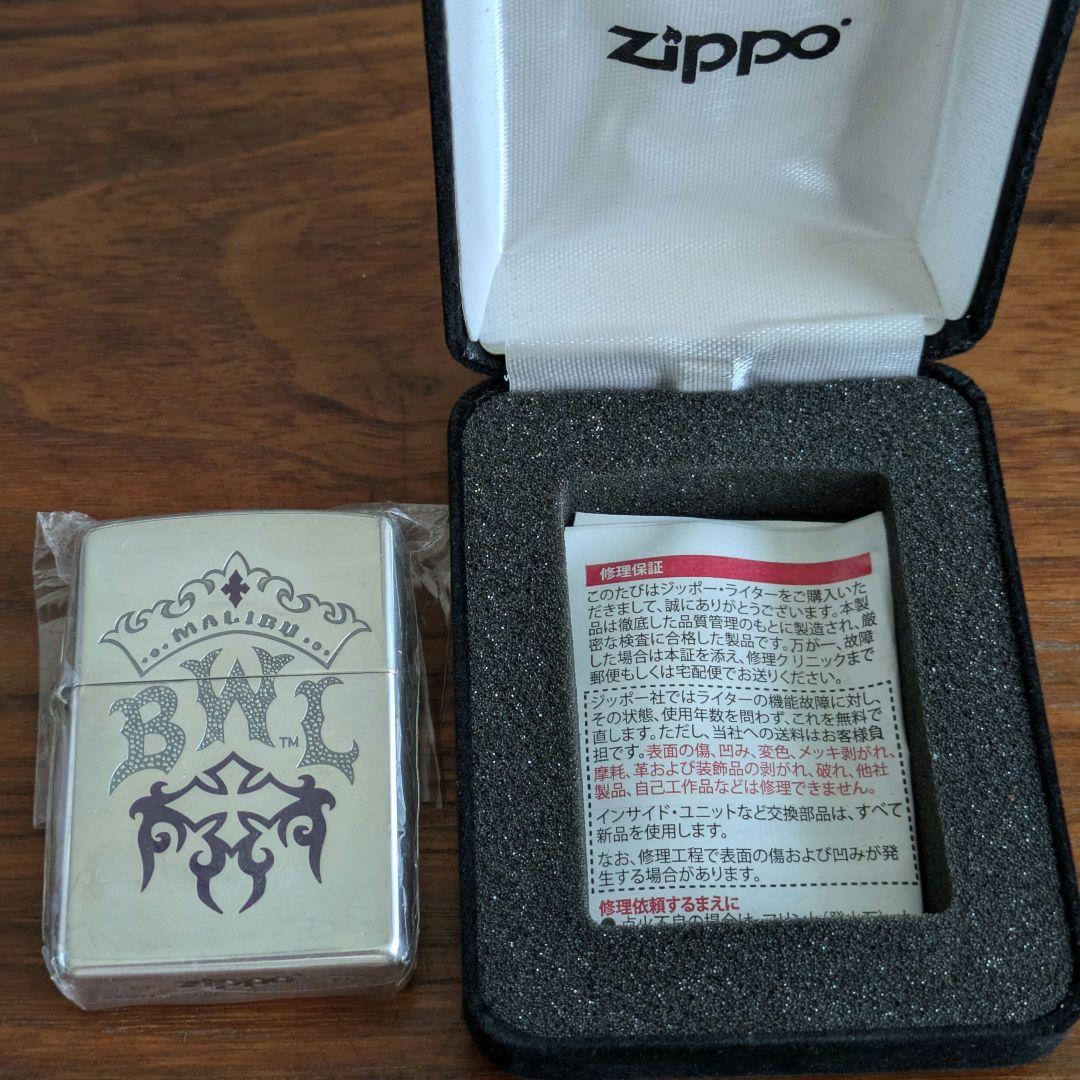 zippo
MALIBU
BWL™
zippo
修理保証
このたびはジッポー・ライターをご購入いた
だきまして、誠にありがとうございます。本製
品は徹底した品質管理のもとに製造され、厳
密な検査に合格した製品です。万が一、故障
した場合は本証を添え、修理クリニックまで
郵便もしくは宅配便でお送りください。
ジッポー社ではライターの機能故障に対し、
その状態、使用年数を問わず、これを無料で
直します。ただし、当社への送料はお客様負
担です。表面の傷、凹み、変色、メッキ剥がれ、
摩耗、革および装飾品の剥がれ、破れ、他社
製品、自己工作品などは修理できません。
インサイド・ユニットなど交換部品は、すべて
新品を使用します。
なお、修理工程で表面の傷および凹みが発
生する場合があります。
修理依頼するまえに